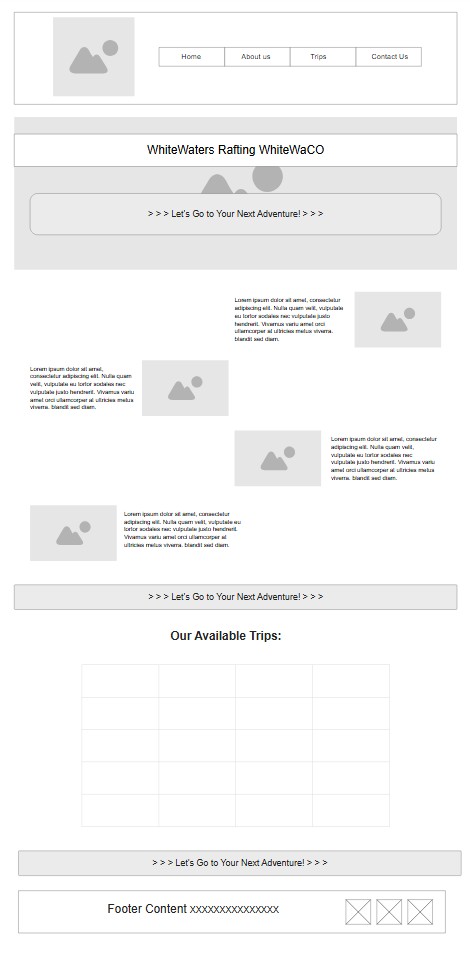 Home
About us
Trips
Contact Us
WhiteWaters Rafting WhiteWaCO
> > > Let's Go to Your Next Adventure! > > >
Lorem ipsum dolor sit amet, consectetur
adipiscing elit. Nulla quam velit, vulputate
eu tortor sodales nec vulputate justo
hendrerit. Vivamus variu amet orci
ullamcorper at ultricies metus viverra.
blandit sed diam.
Lorem ipsum dolor sit amet,
consectetur adipiscing elit. Nulla quam
velit, vulputate eu tortor sodales nec
vulputate justo hendrerit. Vivamus variu
amet orci ullamcorper at ultricies metus
viverra. blandit sed diam.
Lorem ipsum dolor sit amet, consectetur
adipiscing elit. Nulla quam velit,
vulputate eu tortor sodales nec
vulputate justo hendrerit. Vivamus variu
amet orci ullamcorper at ultricies metus
viverra. blandit sed diam.
Lorem ipsum dolor sit amet, consectetur
adipiscing elit. Nulla quam velit, vulputate eu
tortor sodales nec vulputate justo hendrerit.
Vivamus variu amet orci ullamcorper at
ultricies metus viverra. blandit sed diam.
> > > Let's Go to Your Next Adventure! > > >
Our Available Trips:
> > > Let's Go to Your Next Adventure! > > >
Footer Content xxxxxxxxxxxxxxx